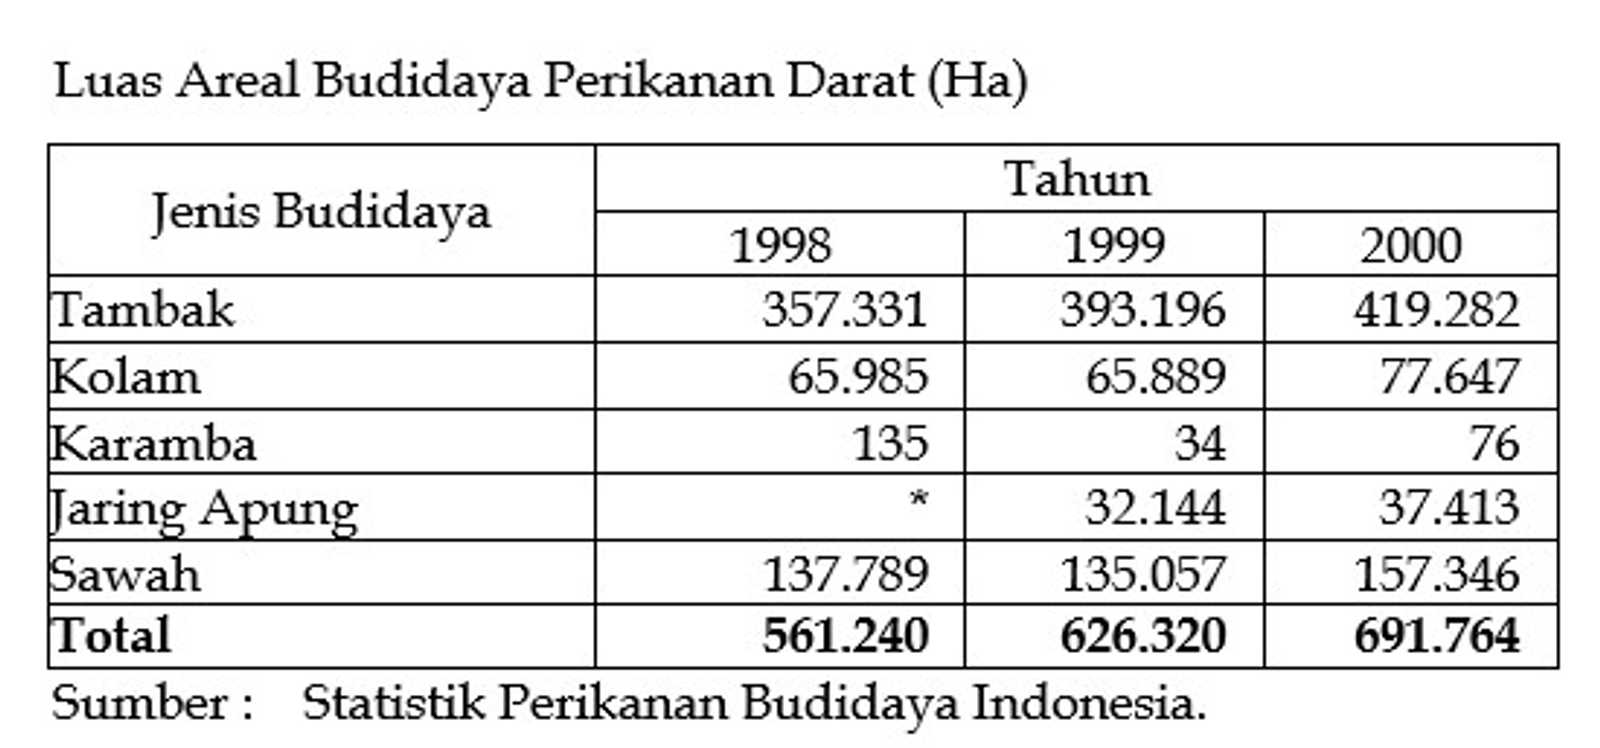 Luas Areal Budidaya Perikanan Darat (Ha)
Jenis Budidaya Tahun
1998 1999 2000
Tambak 357.331 393.196 419.282
Kolam 65.985 65.889 77.647
Karamba 135 34 76
Jaring Apung * 32.144 37.413
Sawah 137.789 135.057 157.346
Total 561.240 626.320 691.764
Sumber : Statistik Perikanan Budidaya Indonesia.